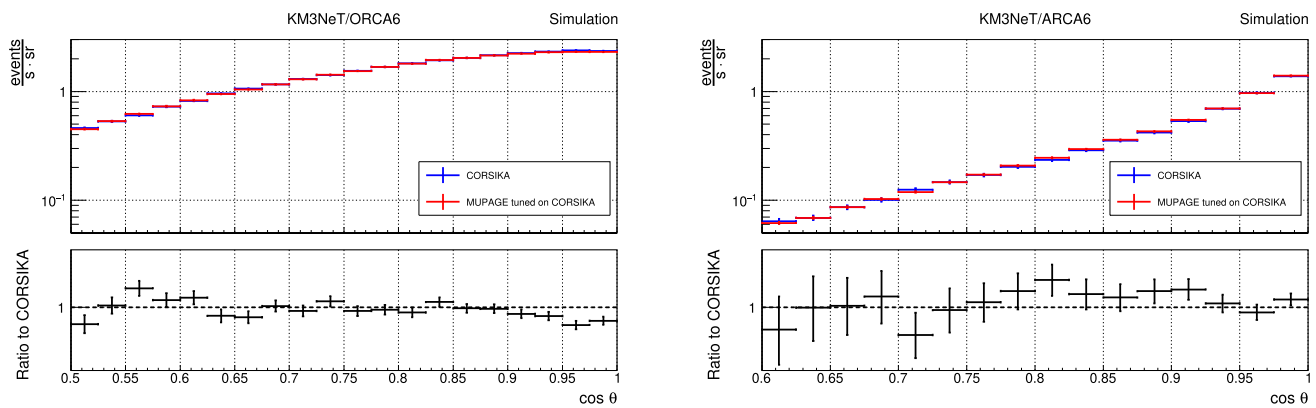 KM3NeT/ORCA6 Simulation
events
s · sr
1
10⁻¹
CORSIKA
MUPAGE tuned on CORSIKA
Ratio to CORSIKA
1
0.5 0.55 0.6 0.65 0.7 0.75 0.8 0.85 0.9 0.95 1
cos θ
KM3NeT/ARCA6 Simulation
events
s · sr
1
10⁻¹
CORSIKA
MUPAGE tuned on CORSIKA
Ratio to CORSIKA
1
0.6 0.65 0.7 0.75 0.8 0.85 0.9 0.95 1
cos θ